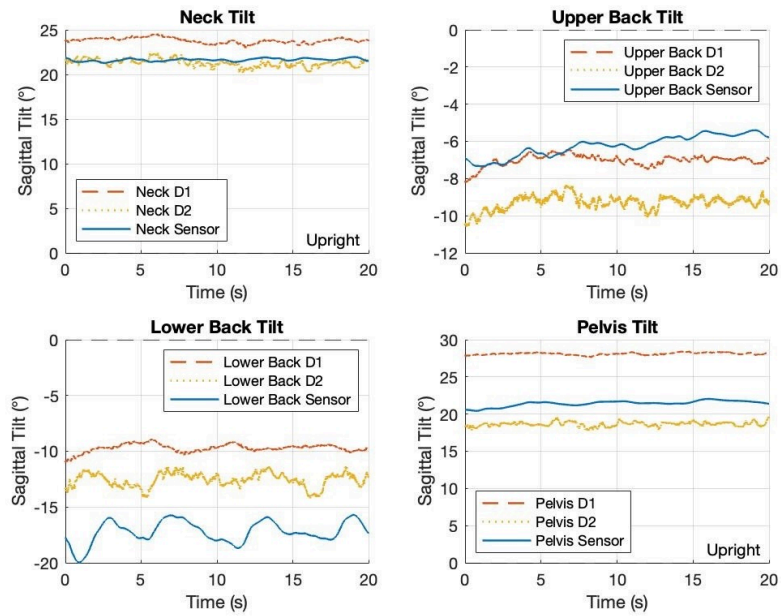 Neck Tilt
25
20
15
10
5
0
Sagittal Tilt (°)
Neck D1
Neck D2
Neck Sensor
Upright
0
5
10
15
20
Time (s)
Upper Back Tilt
0
-2
-4
-6
-8
-10
-12
Sagittal Tilt (°)
Upper Back D1
Upper Back D2
Upper Back Sensor
0
5
10
15
20
Time (s)
Lower Back Tilt
0
-5
-10
-15
-20
Sagittal Tilt (°)
Lower Back D1
Lower Back D2
Lower Back Sensor
0
5
10
15
20
Time (s)
Pelvis Tilt
30
25
20
15
10
5
0
Sagittal Tilt (°)
Pelvis D1
Pelvis D2
Pelvis Sensor
Upright
0
5
10
15
20
Time (s)